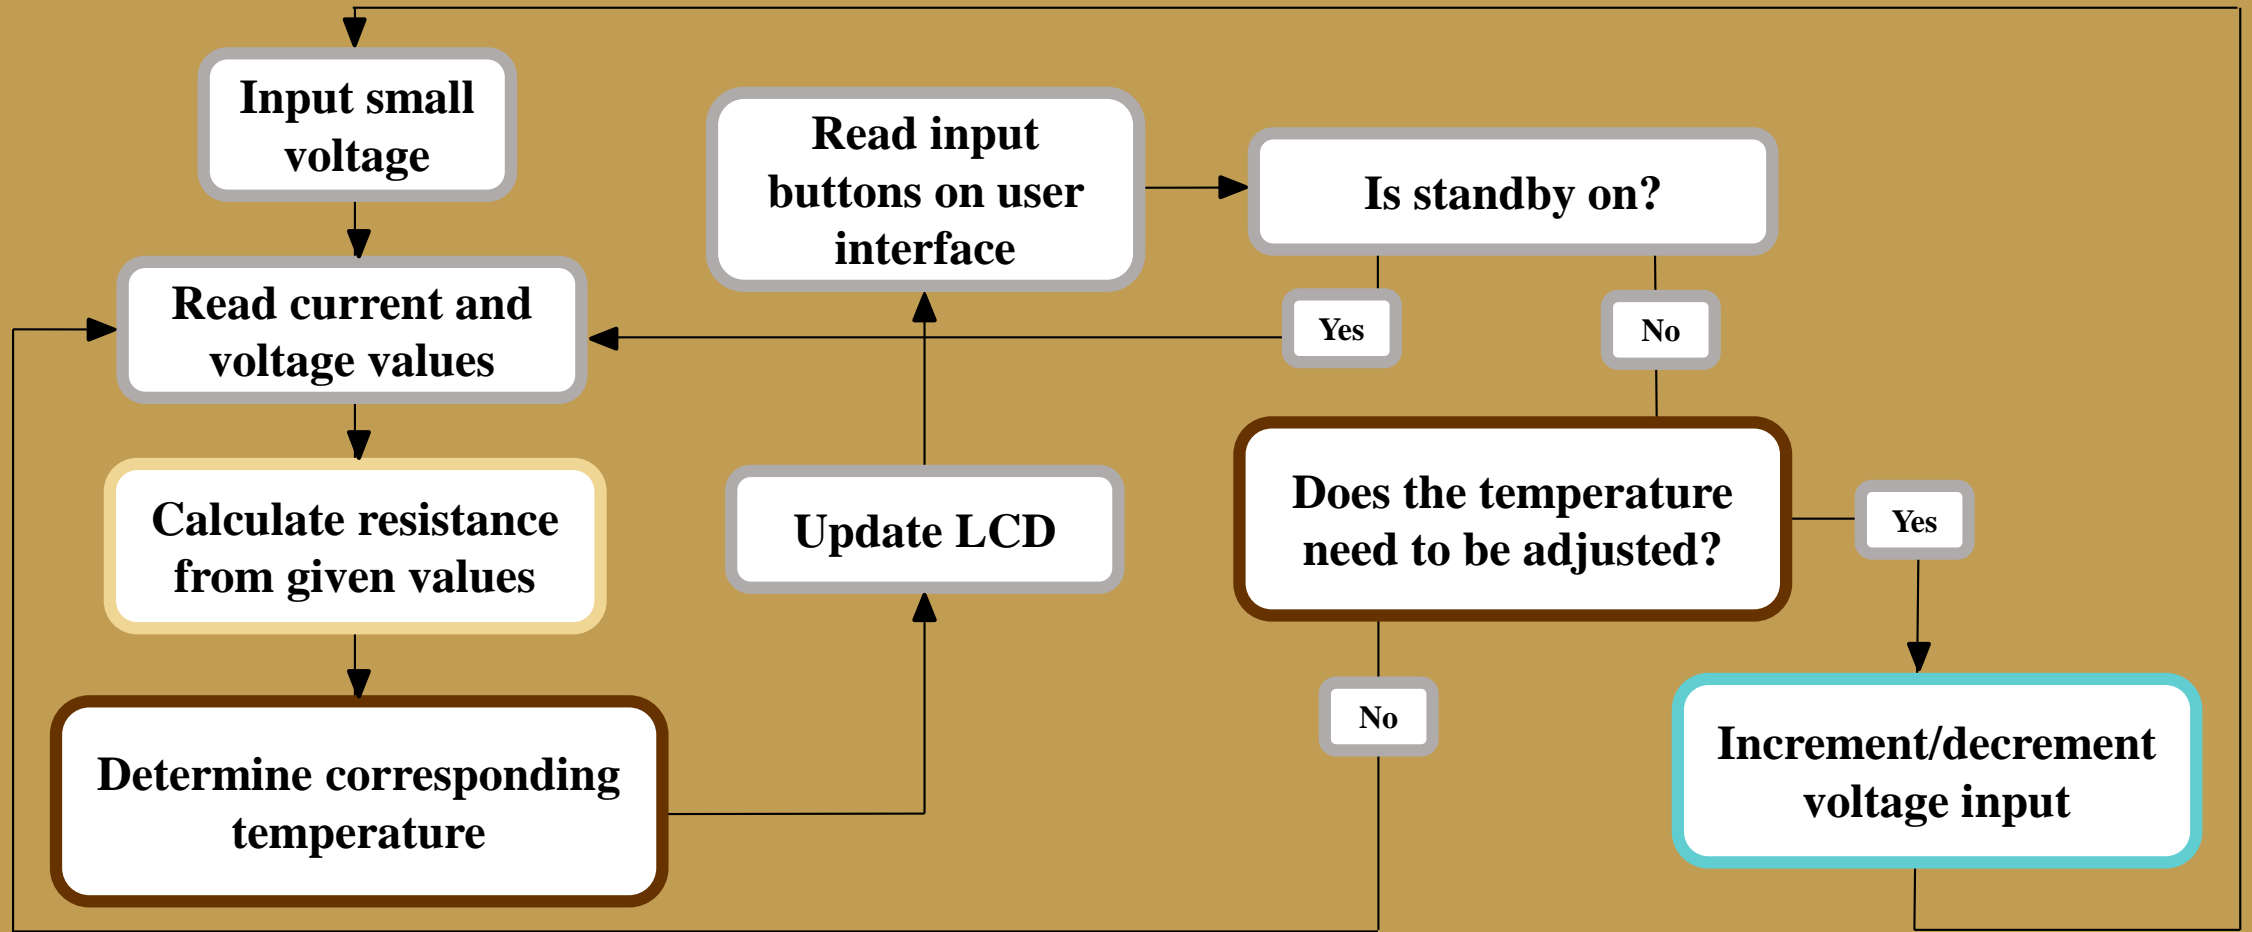 Input small
voltage
Read current and
voltage values
Calculate resistance
from given values
Determine corresponding
temperature
Update LCD
Read input
buttons on user
interface
Is standby on?
Yes
No
Does the temperature
need to be adjusted?
Yes
No
Increment/decrement
voltage input